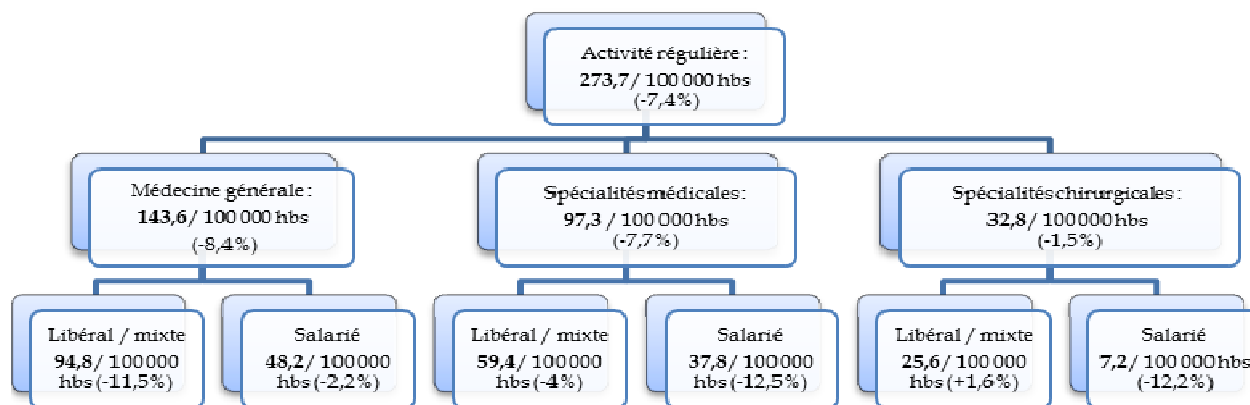 Activité régulière :
273,7 / 100 000 hbs
(-7,4%)
Médecine générale :
143,6 / 100 000 hbs
(-8,4%)
Spécialités médicales :
97,3 / 100 000 hbs
(-7,7%)
Spécialités chirurgicales :
32,8 / 100 000 hbs
(-1,5%)
Libéral / mixte
94,8 / 100 000
hbs (-11,5%)
Salarié
48,2 / 100 000
hbs (-2,2%)
Libéral / mixte
59,4 / 100 000
hbs (-4%)
Salarié
37,8 / 100 000
hbs (-12,5%)
Libéral / mixte
25,6 / 100 000
hbs (+1,6%)
Salarié
7,2 / 100 000 hbs
(-12,2%)